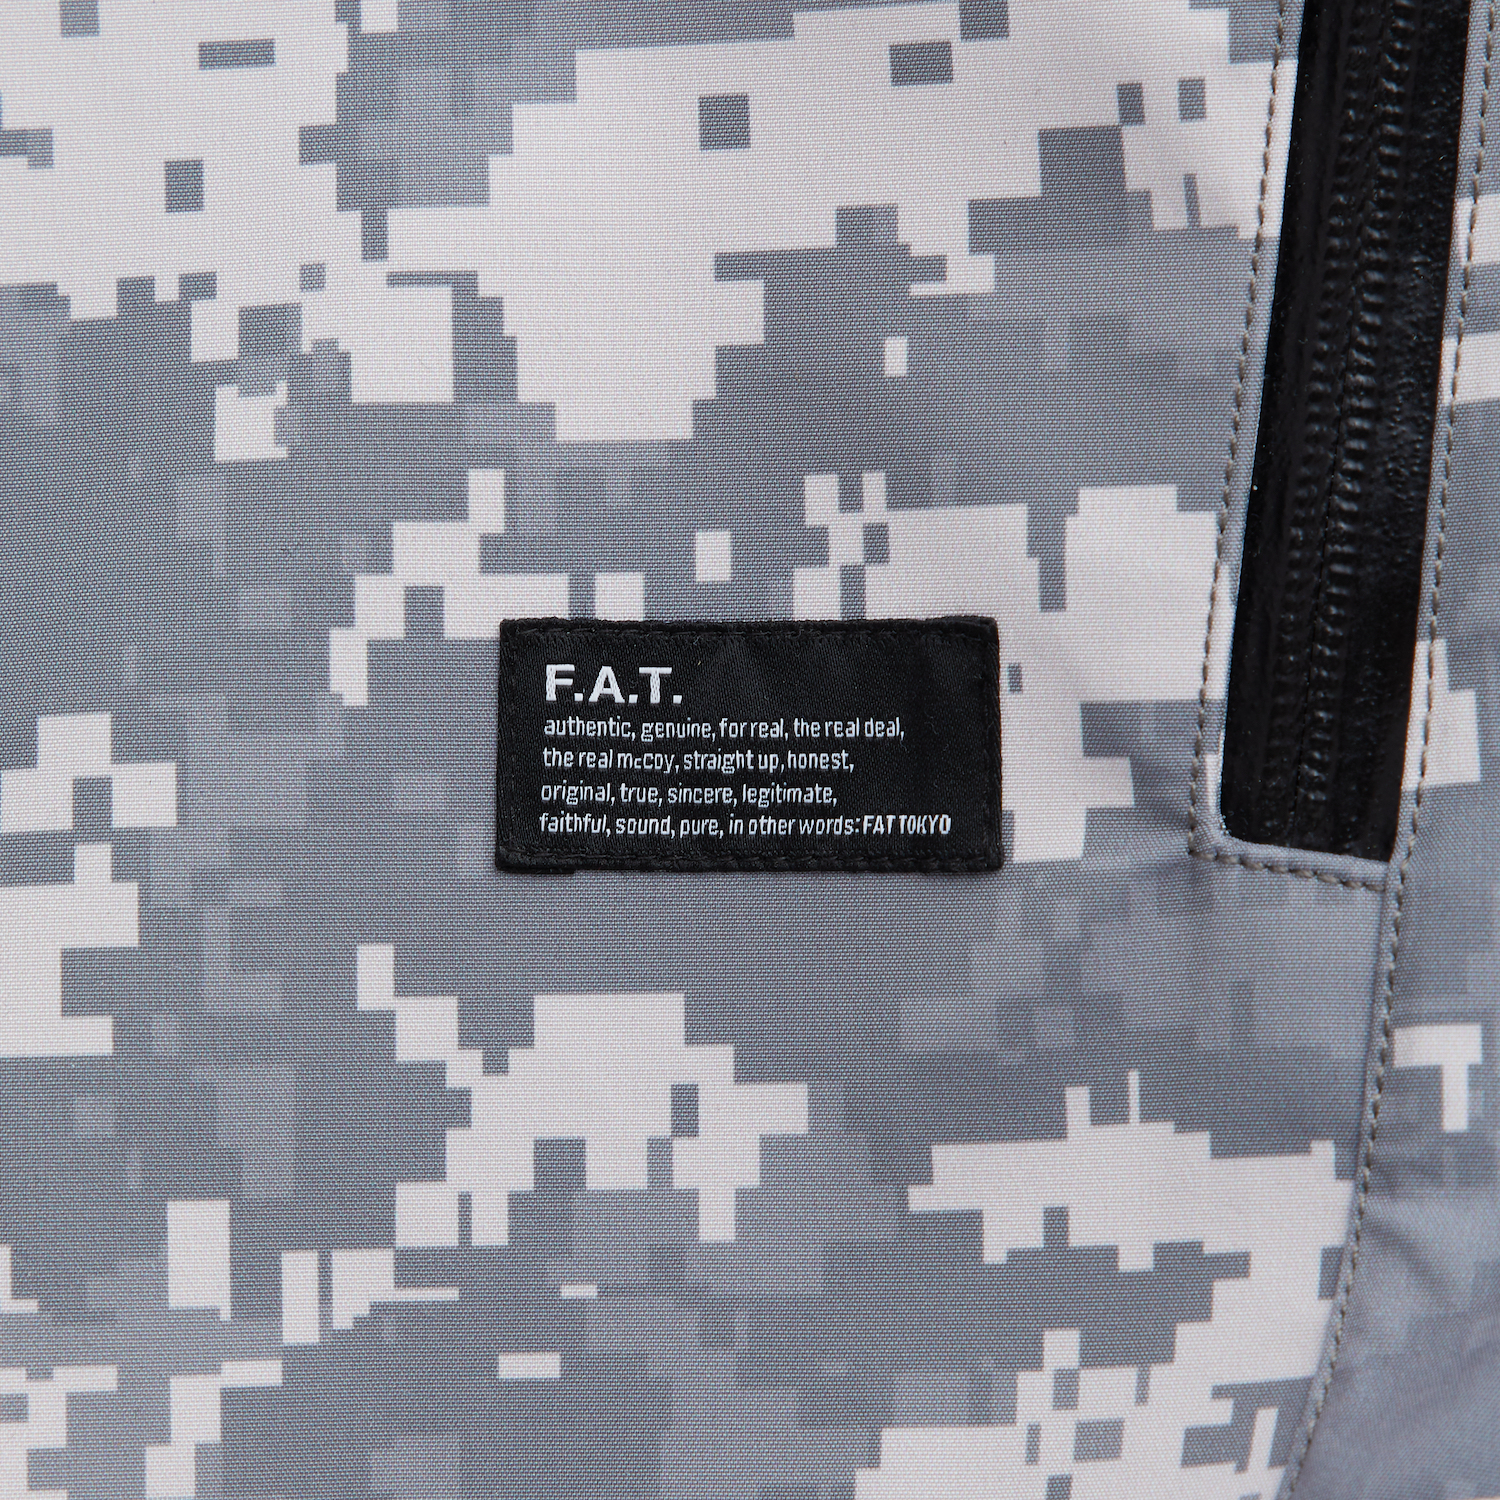 F.A.T.
authentic, genuine, for real, the real deal,
the real mccoy, straight up, honest,
original, true, sincere, legitimate,
faithful, sound, pure, in other words: FAT TOKYO